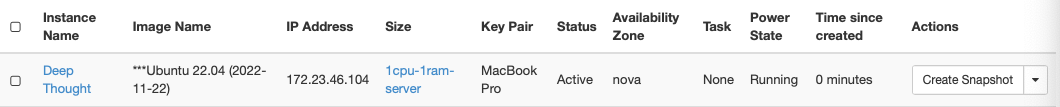 Instance Name Image Name IP Address Size Key Pair Status Availability Zone Task Power State Time since created Actions
Deep Thought ***Ubuntu 22.04 (2022-11-22) 172.23.46.104 1cpu-1ram-server MacBook Pro Active nova None Running 0 minutes Create Snapshot